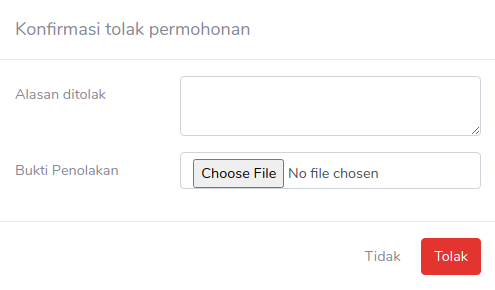 Konfirmasi tolak permohonan
Alasan ditolak
Bukti Penolakan
Choose File No file chosen
Tidak Tolak